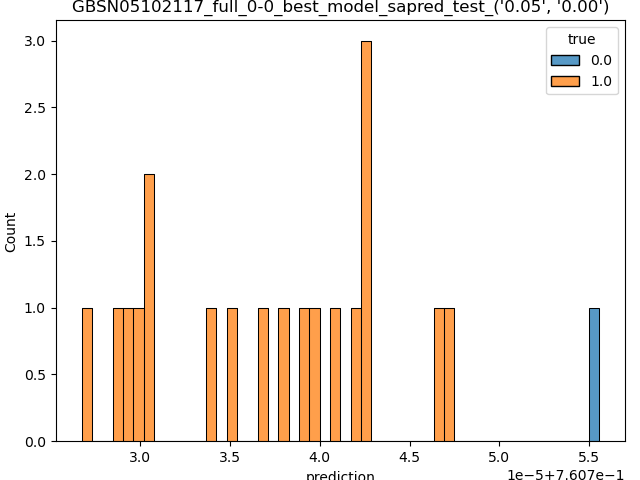 GBSN05102117_full_0-0_best_model_sapred_test_('0.05', '0.00')
3.0
2.5
2.0
1.5
1.0
0.5
0.0
Count
true
0.0
1.0
3.0 3.5 4.0 4.5 5.0 5.5
prediction
1e−5+7.607e−1